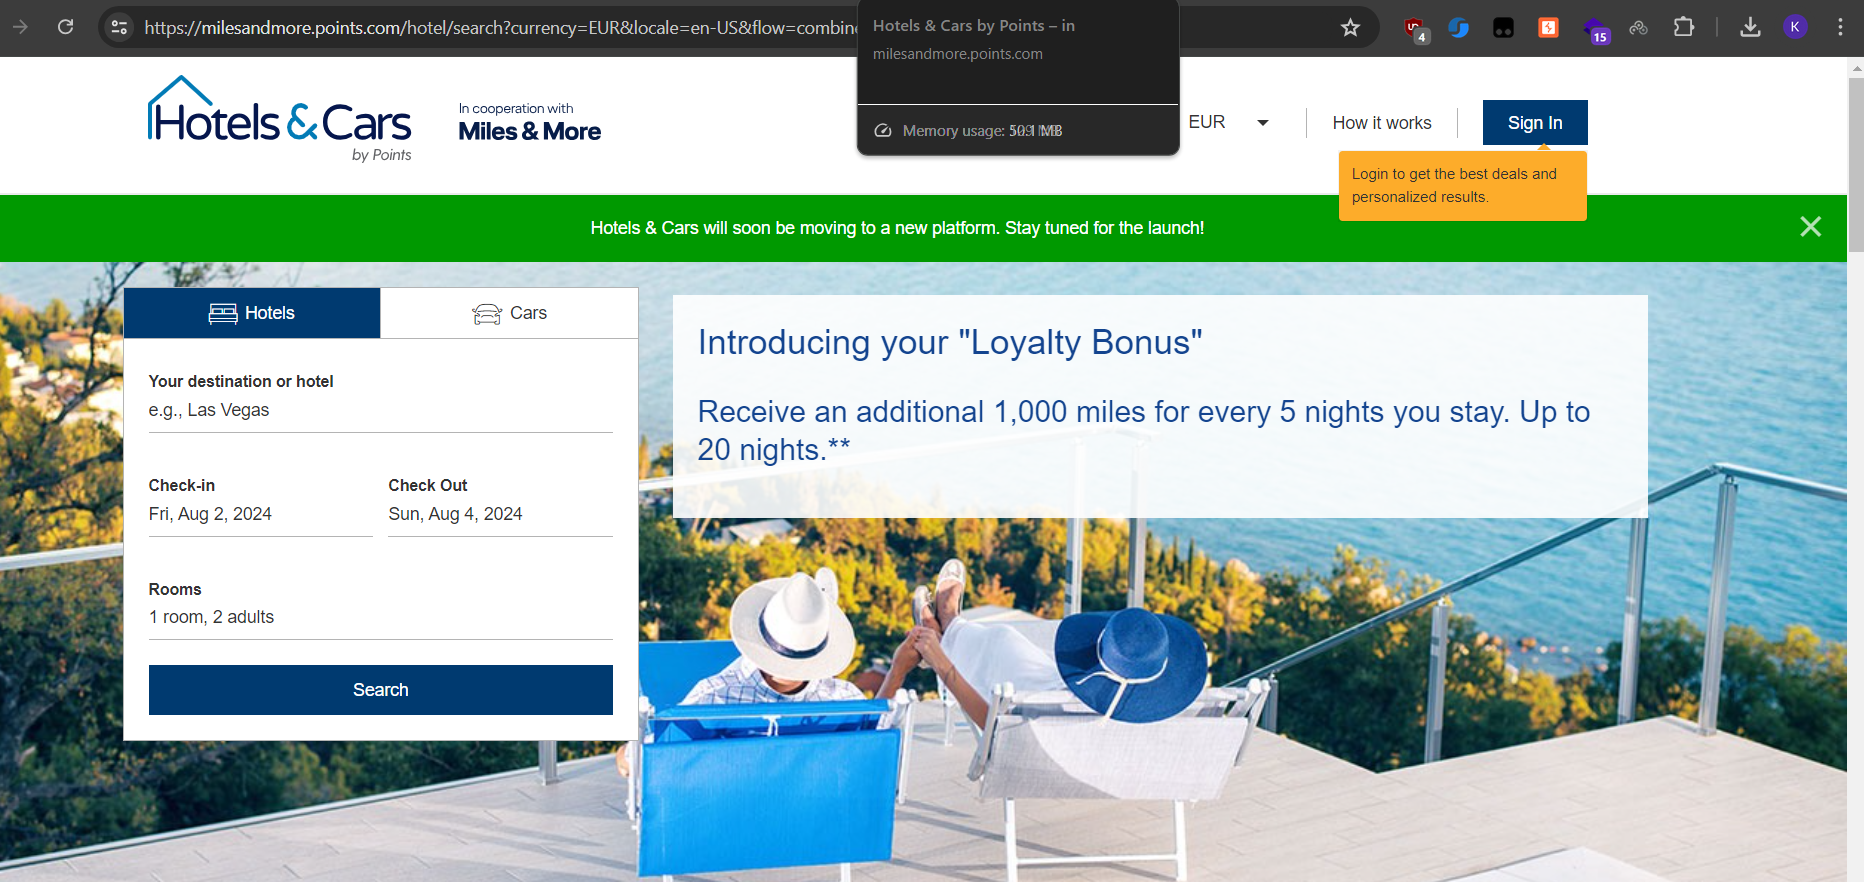 https://milesandmore.points.com/hotel/search?currency=EUR&locale=en-US&flow=combine
Hotels & Cars by Points – in
milesandmore.points.com
Memory usage:
4
15
K
Hotels & Cars
by Points
In cooperation with
Miles & More
EUR
How it works
Sign In
Login to get the best deals and
personalized results.
Hotels & Cars will soon be moving to a new platform. Stay tuned for the launch!
Hotels
Cars
Your destination or hotel
e.g., Las Vegas
Check-in
Fri, Aug 2, 2024
Check Out
Sun, Aug 4, 2024
Rooms
1 room, 2 adults
Search
Introducing your "Loyalty Bonus"
Receive an additional 1,000 miles for every 5 nights you stay. Up to
20 nights.**